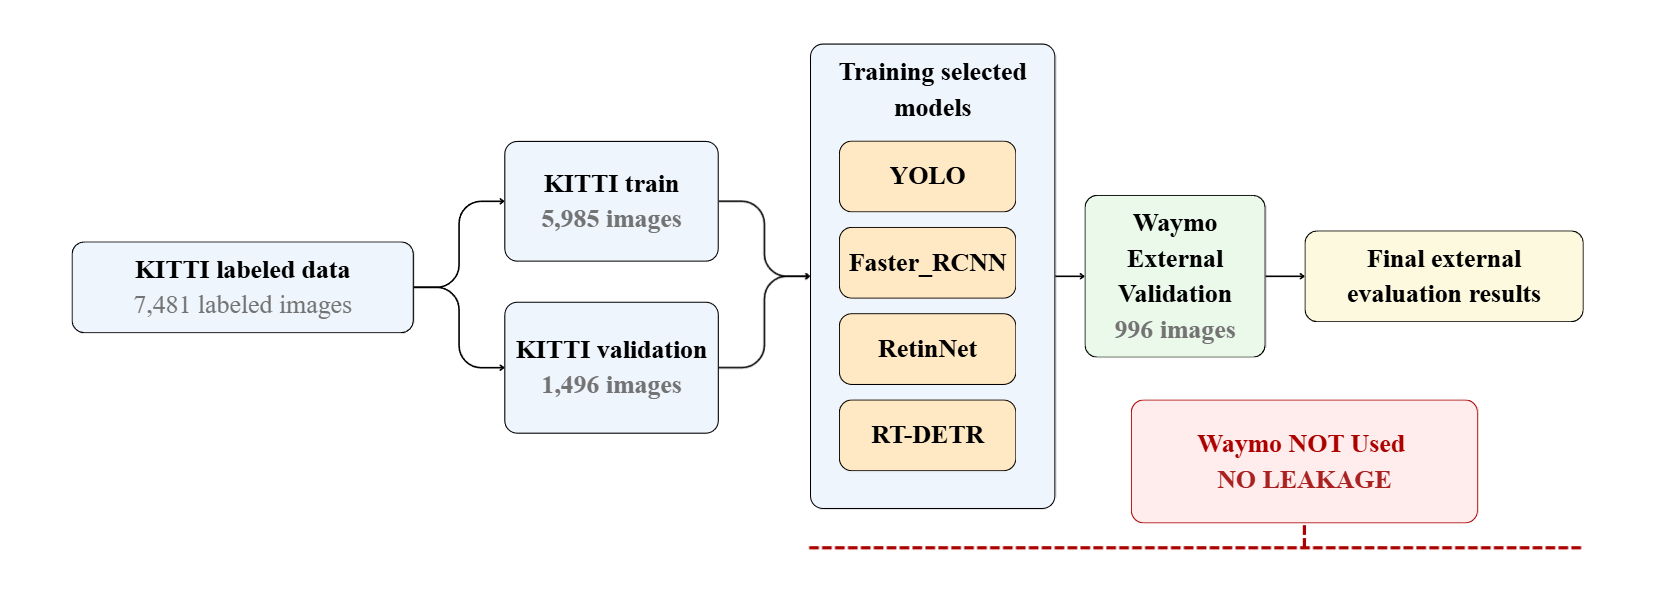 KITTI labeled data
7,481 labeled images
KITTI train
5,985 images
KITTI validation
1,496 images
Training selected
models
YOLO
Faster_RCNN
RetinNet
RT-DETR
Waymo
External
Validation
996 images
Final external
evaluation results
Waymo NOT Used
NO LEAKAGE